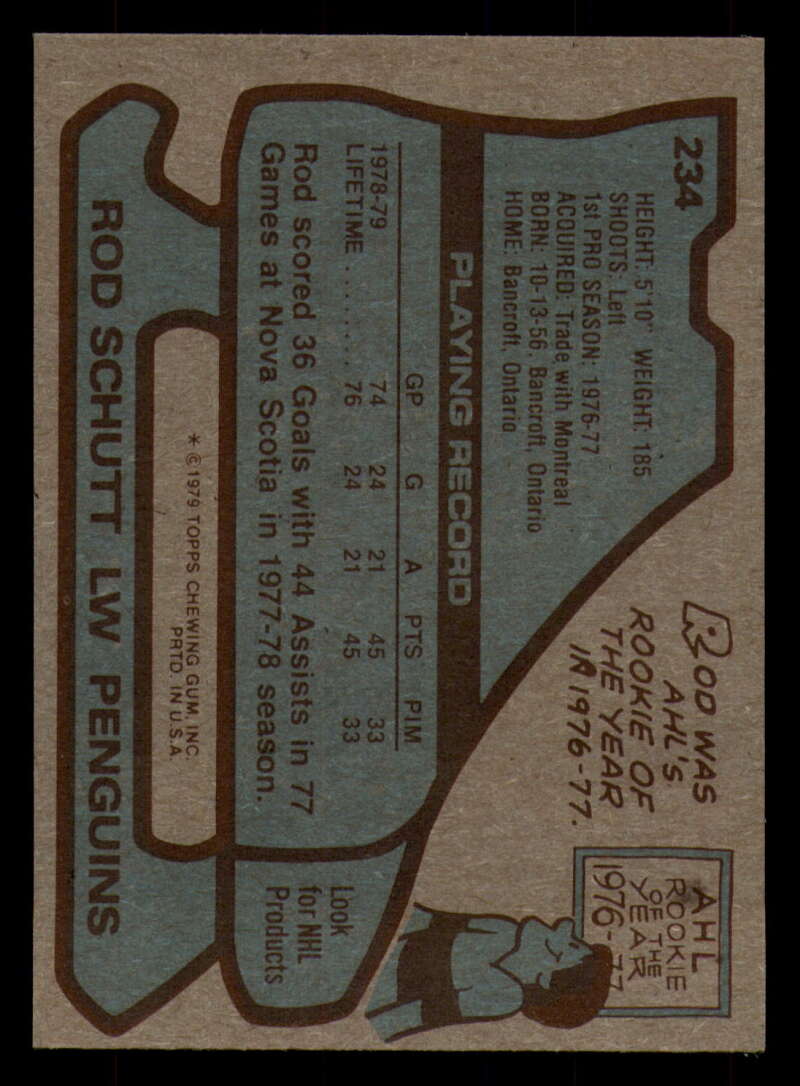 234
HEIGHT: 5'10" WEIGHT: 185
SHOOTS: Left
1st PRO SEASON: 1976-77
ACQUIRED: Trade with Montreal
BORN: 10-13-56, Bancroft, Ontario
HOME: Bancroft, Ontario
ROD WAS
AHL'S
ROOKIE OF
THE YEAR
IN 1976-77.
AHL
ROOKIE
OF THE
YEAR
1976-77
PLAYING RECORD
GP G A PTS PIM
1978-79 74 24 21 45 33
LIFETIME ........ 76 24 21 45 33
Rod scored 36 Goals with 44 Assists in 77
Games at Nova Scotia in 1977-78 season.
Look
for NHL
Products
* ©1979 TOPPS CHEWING GUM, INC.
PRTD. IN U.S.A.
ROD SCHUTT LW PENGUINS